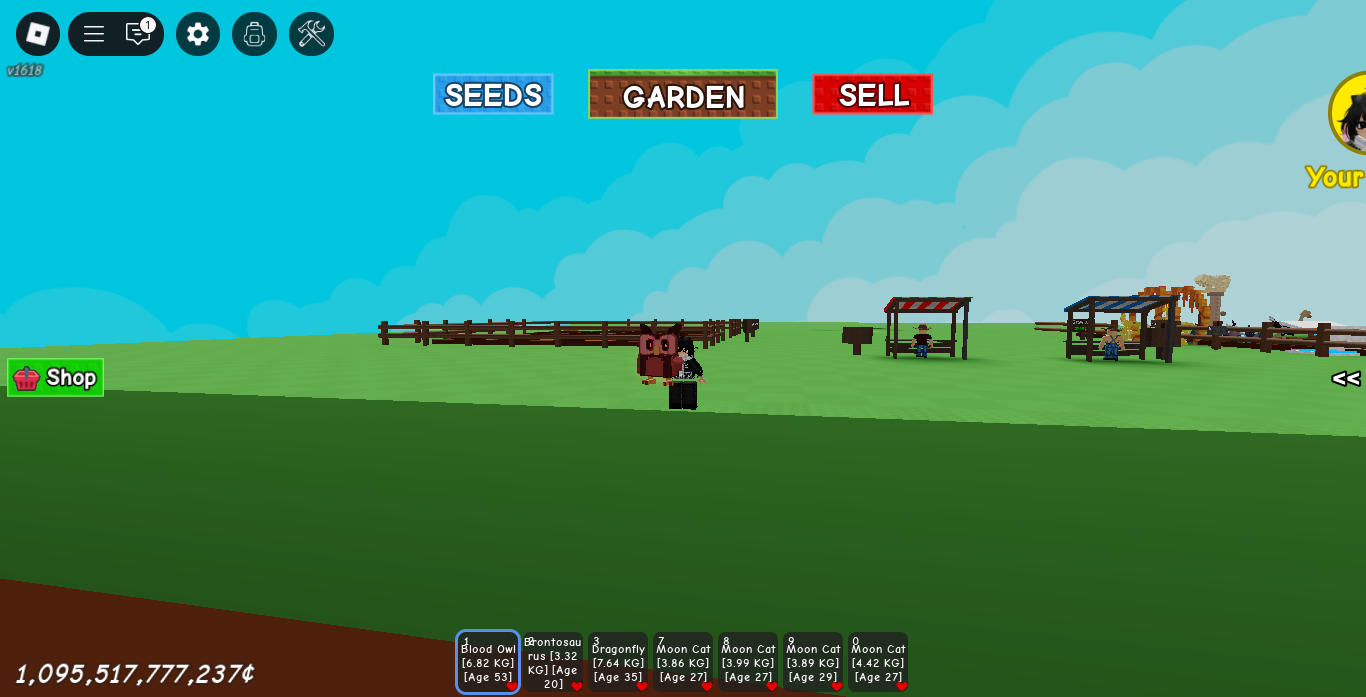 1
v1618
SEEDS
GARDEN
SELL
Your
Shop
<<
1,095,517,777,237¢
1
Blood Owl
[6.82 KG]
[Age 53]
Brontosau
rus [3.32
KG] [Age
20]
3
Dragonfly
[7.64 KG]
[Age 35]
7
Moon Cat
[3.86 KG]
[Age 27]
8
Moon Cat
[3.99 KG]
[Age 27]
9
Moon Cat
[3.89 KG]
[Age 29]
0
Moon Cat
[4.42 KG]
[Age 27]